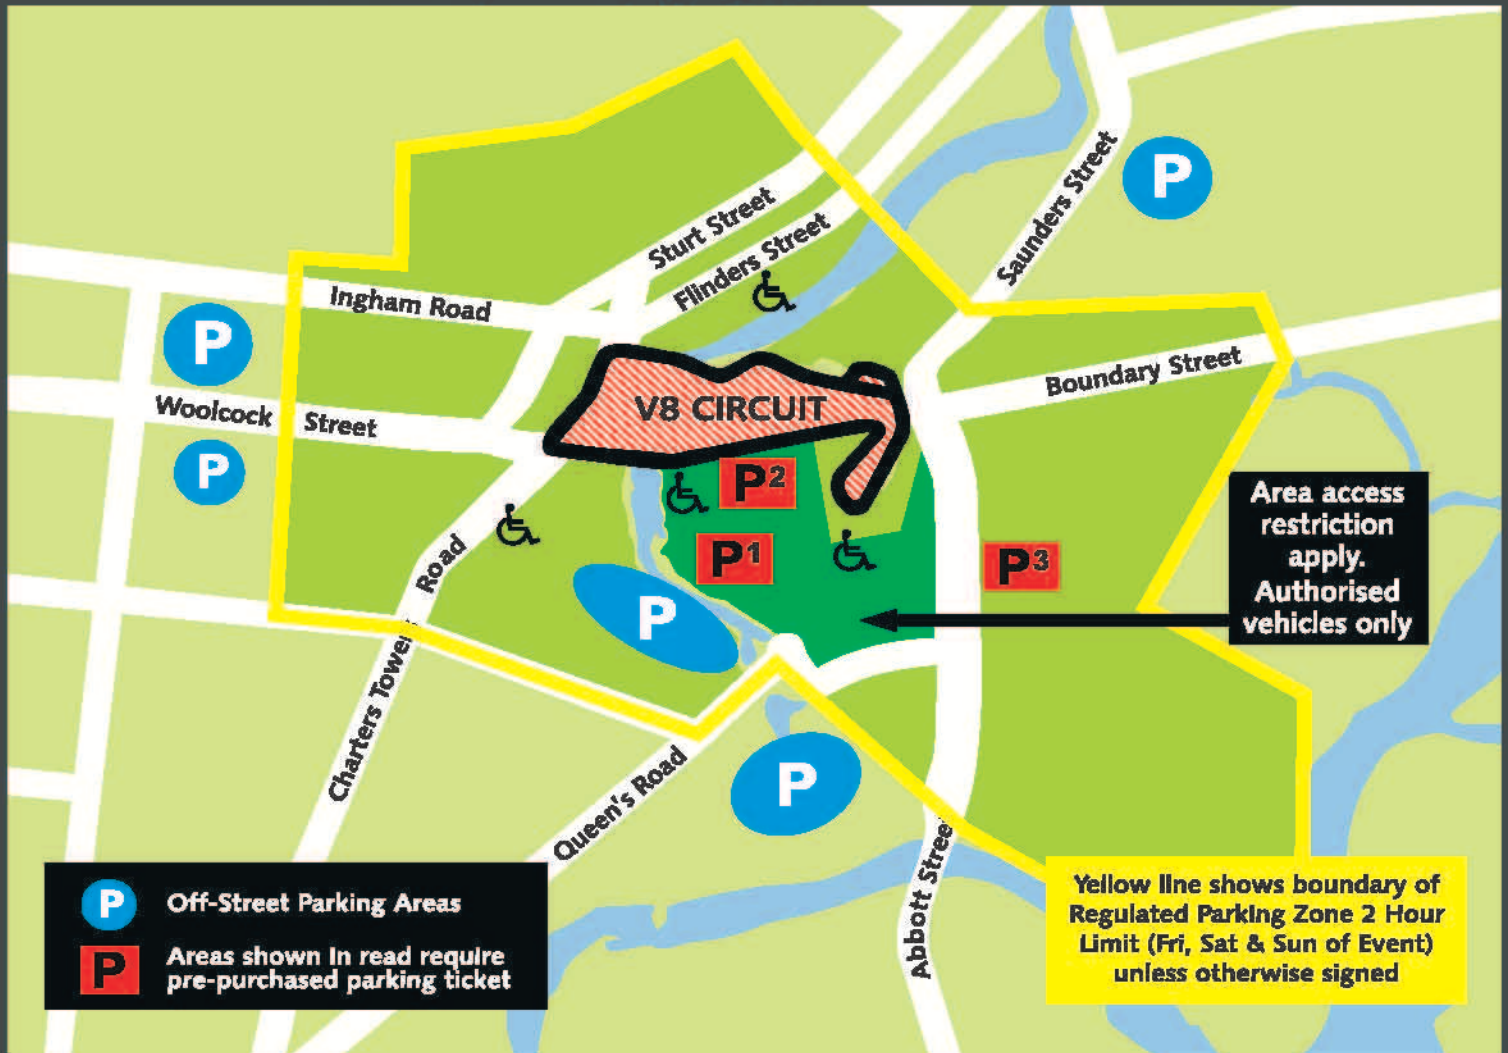 Sturt Street
Flinders Street
Saunders Street
P
Ingham Road
P
Woolcock Street
P
Boundary Street
V8 CIRCUIT
P2
P1
P3
Road
Charters Towers
P
Area access
restriction
apply.
Authorised
vehicles only
Queen's Road
P
Abbott Street
P Off-Street Parking Areas
P Areas shown in read require
pre-purchased parking ticket
Yellow line shows boundary of
Regulated Parking Zone 2 Hour
Limit (Fri, Sat & Sun of Event)
unless otherwise signed